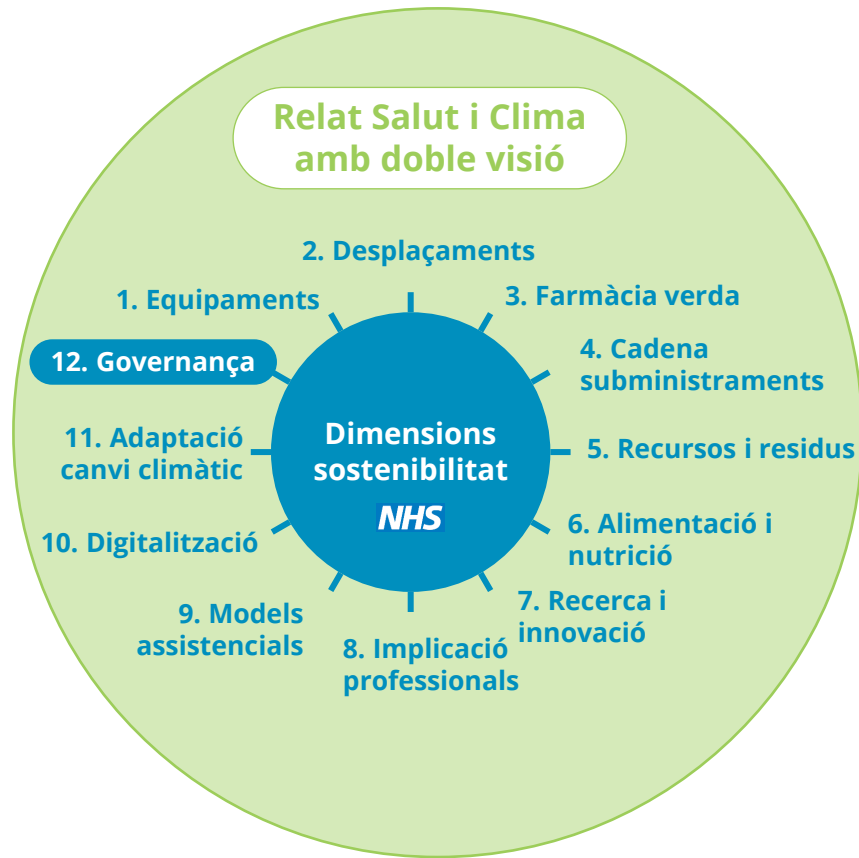 Relat Salut i Clima
amb doble visió
1. Equipaments
2. Desplaçaments
3. Farmàcia verda
4. Cadena
subministraments
5. Recursos i residus
6. Alimentació i
nutrició
7. Recerca i
innovació
8. Implicació
professionals
9. Models
assistencials
10. Digitalització
11. Adaptació
canvi climàtic
12. Governança
Dimensions
sostenibilitat
NHS